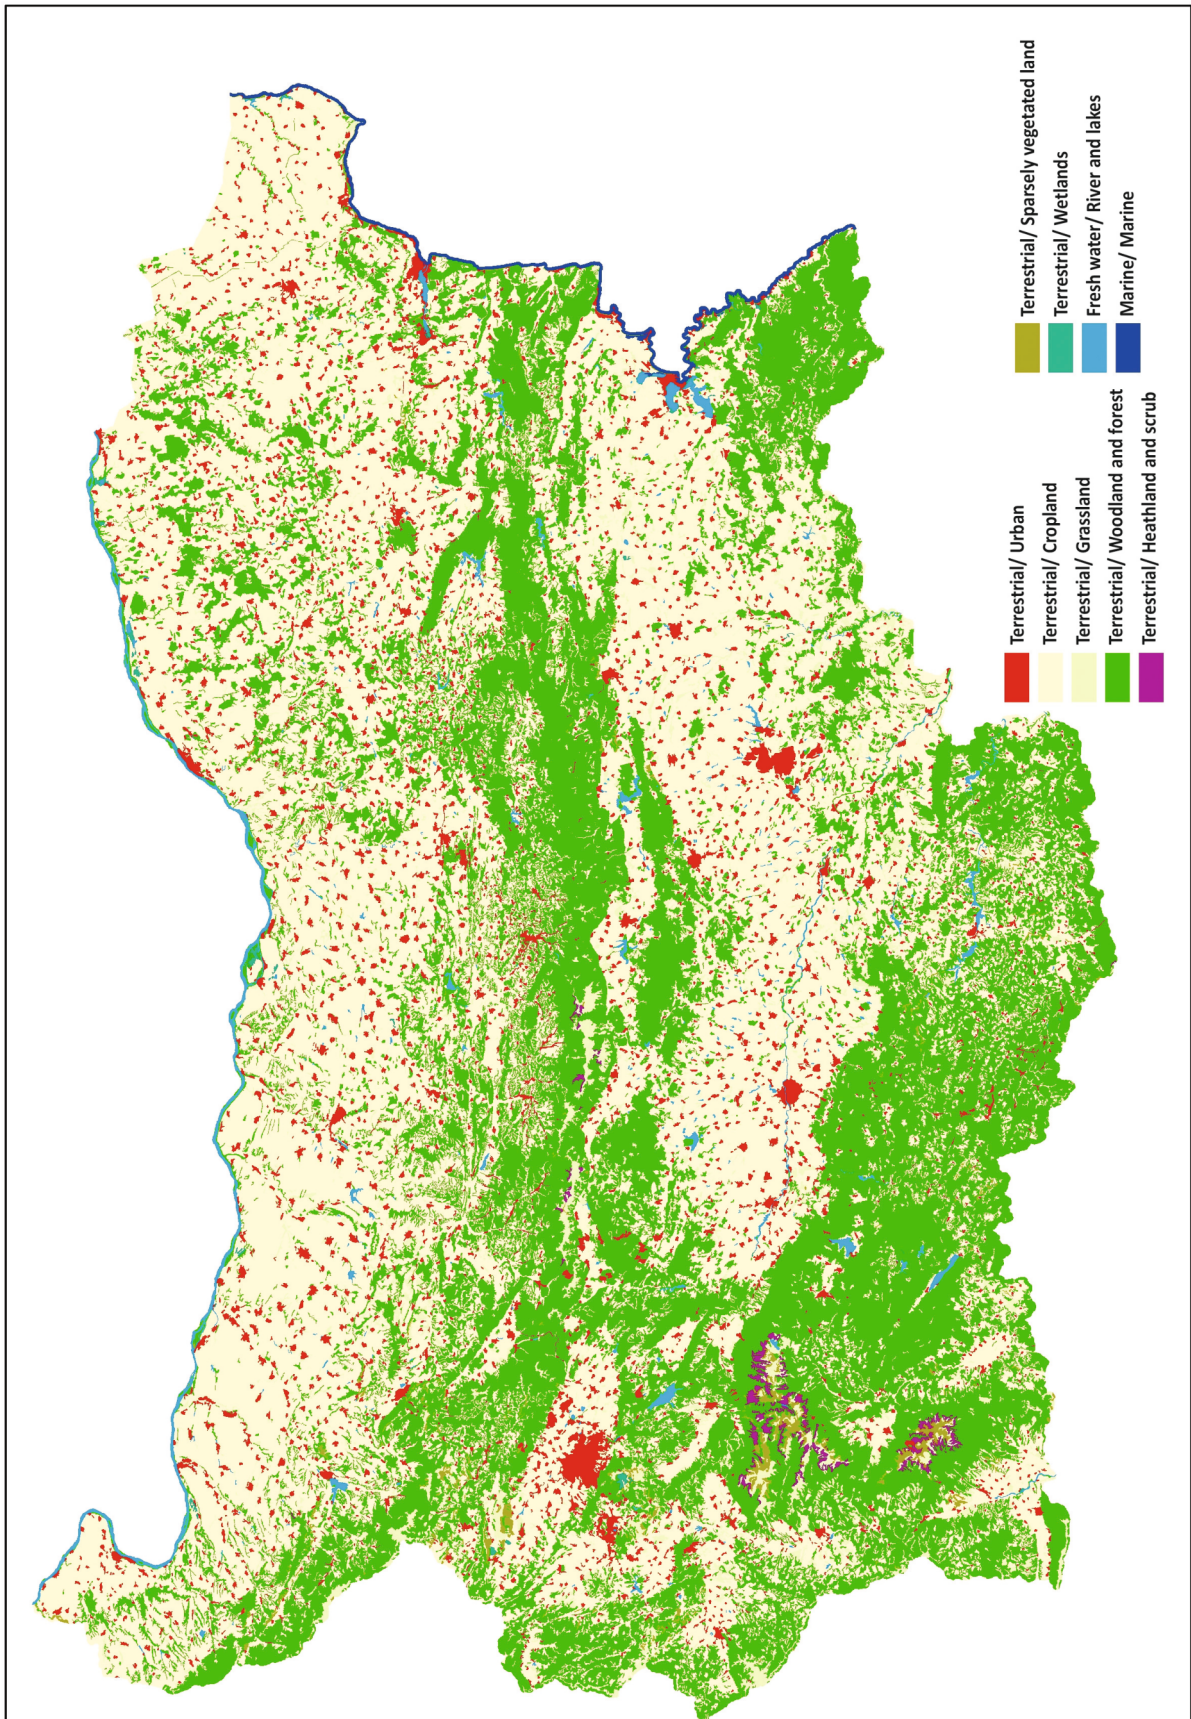 Terrestrial/ Urban
Terrestrial/ Cropland
Terrestrial/ Grassland
Terrestrial/ Woodland and forest
Terrestrial/ Heathland and scrub
Terrestrial/ Sparsely vegetated land
Terrestrial/ Wetlands
Fresh water/ River and lakes
Marine/ Marine